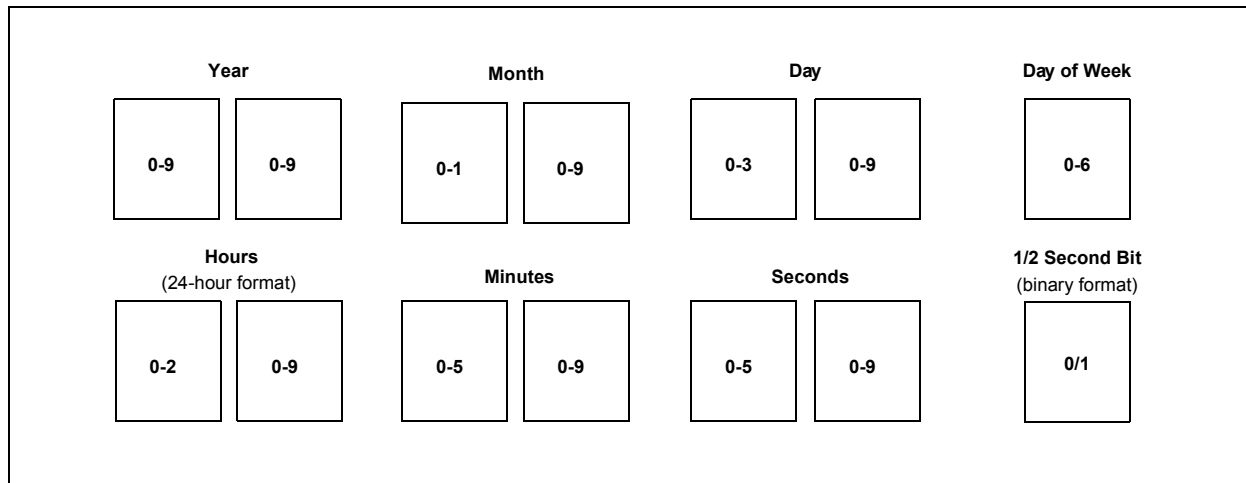 Year
Month
Day
Day of Week
0-9
0-9
0-1
0-9
0-3
0-9
0-6
Hours
(24-hour format)
Minutes
Seconds
1/2 Second Bit
(binary format)
0-2
0-9
0-5
0-9
0-5
0-9
0/1